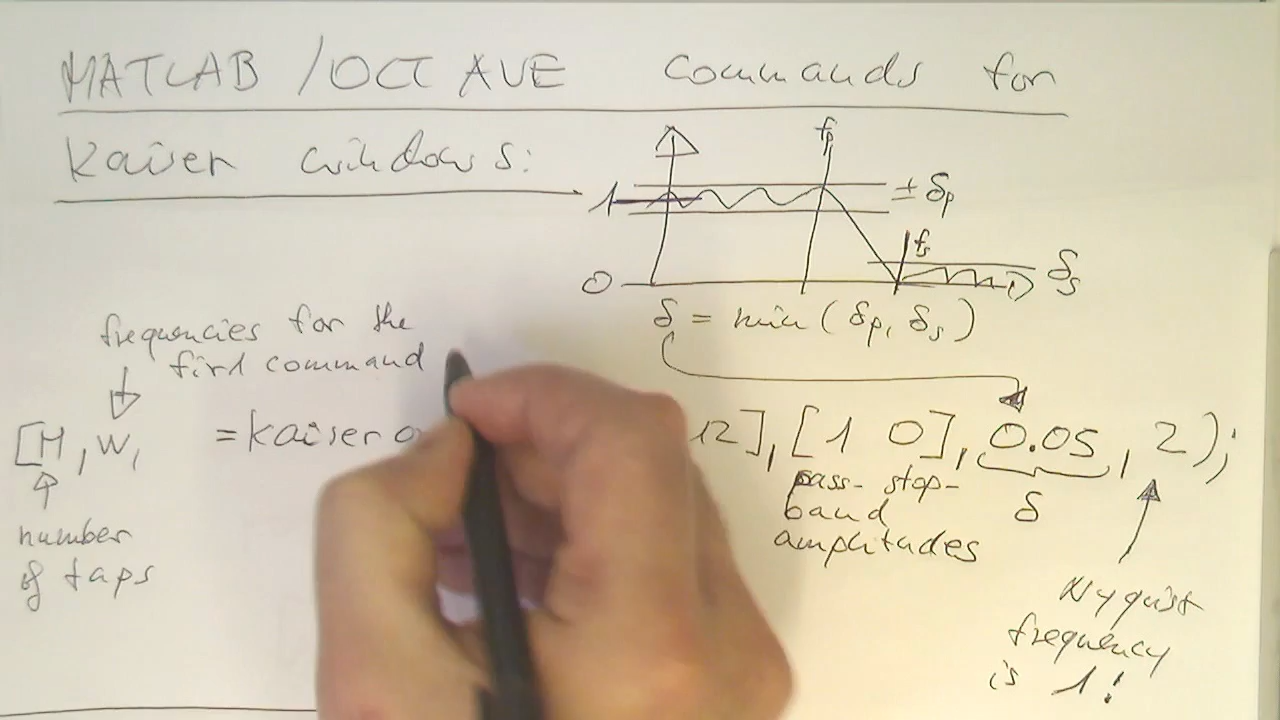 MATLAB /OCTAVE commands for
Kaiser windows:
fp
1
± δp
fs
0
δs
δ = min (δp, δs)
frequencies for the
first command
[M, W,
= kaiser o
12], [1 0], 0.05, 2);
pass- stop-
band
amplitudes
δ
number
of taps
Nyquist
frequency
is 1!